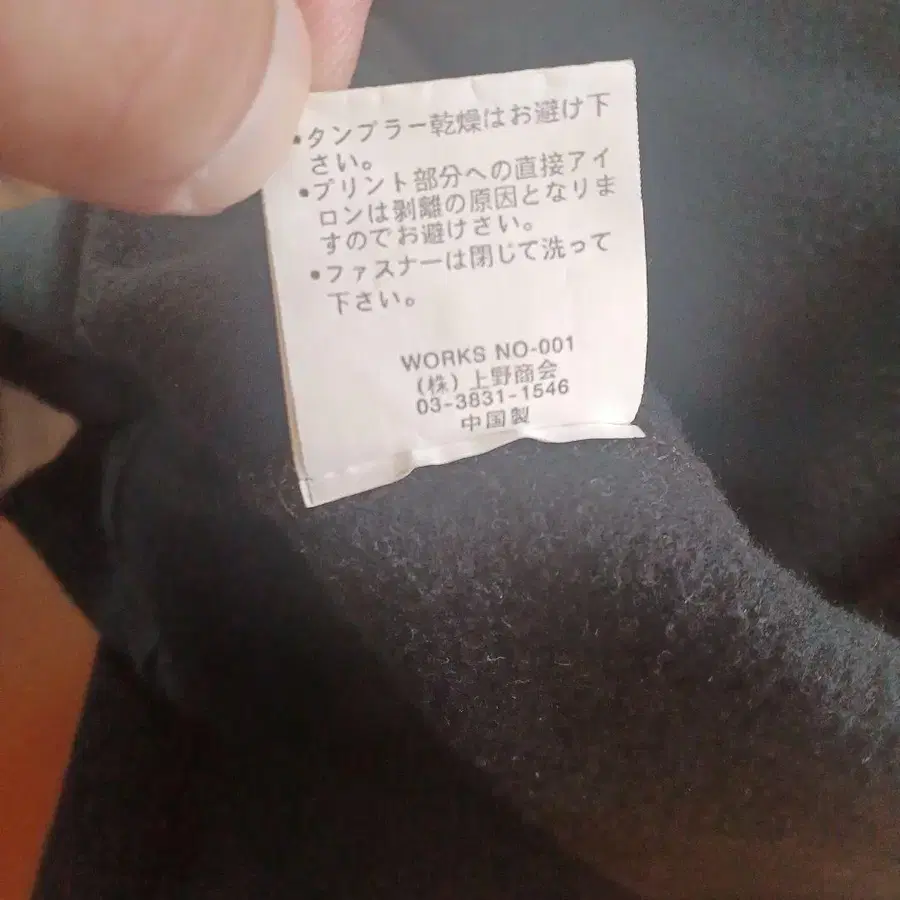 •タンブラー乾燥はお避け下
さい。
•プリント部分への直接アイ
ロンは剥離の原因となりま
すのでお避けさい。
•ファスナーは閉じて洗って
下さい。
WORKS NO-001
(株)上野商会
03-3831-1546
中国製